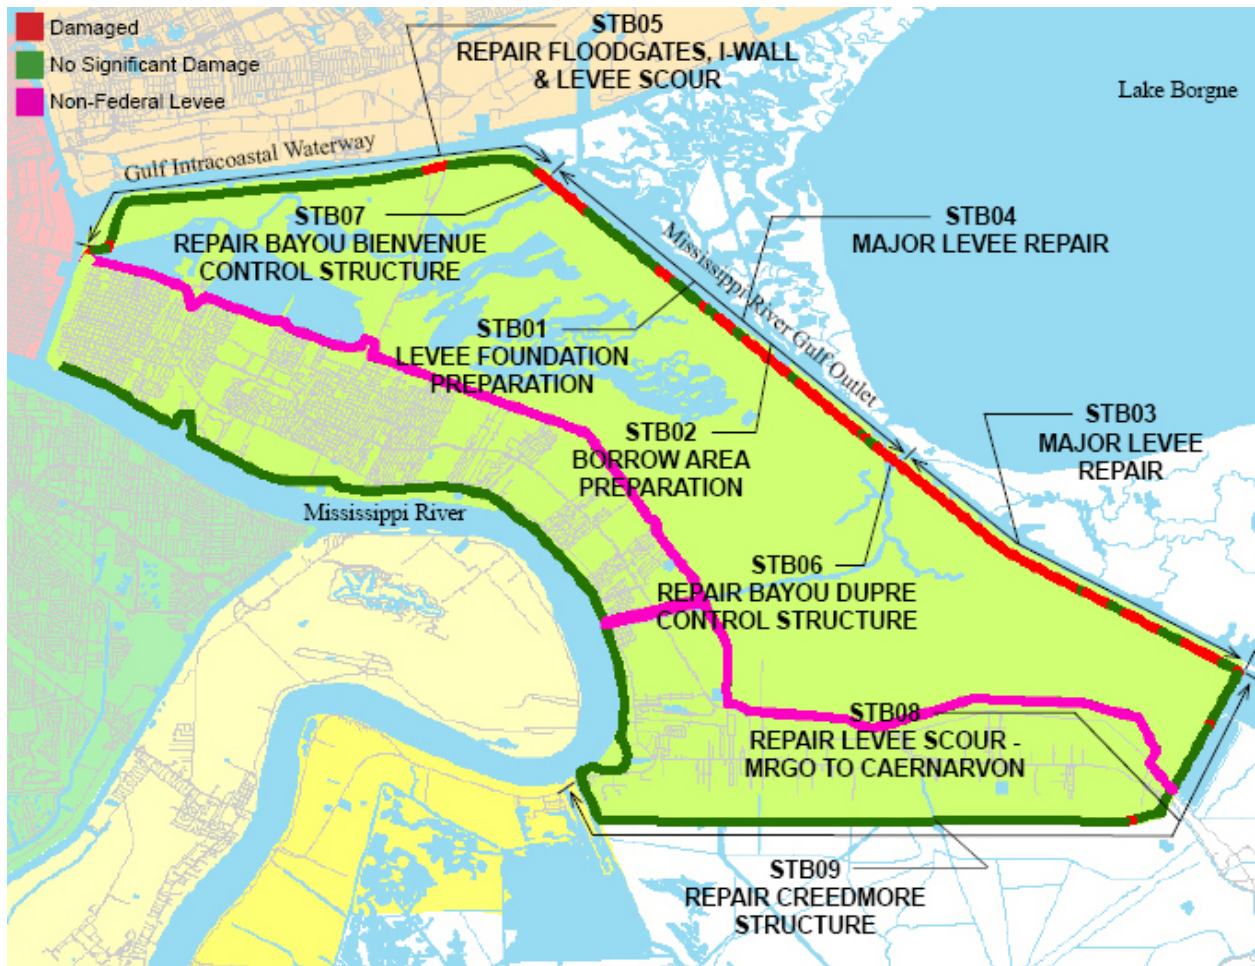 Damaged
No Significant Damage
Non-Federal Levee
STB05
REPAIR FLOODGATES, I-WALL
& LEVEE SCOUR
Lake Borgne
Gulf Intracoastal Waterway
STB07
REPAIR BAYOU BIENVENUE
CONTROL STRUCTURE
STB04
MAJOR LEVEE REPAIR
Mississippi River Gulf Outlet
STB01
LEVEE FOUNDATION
PREPARATION
STB02
BORROW AREA
PREPARATION
STB03
MAJOR LEVEE
REPAIR
Mississippi River
STB06
REPAIR BAYOU DUPRE
CONTROL STRUCTURE
STB08
REPAIR LEVEE SCOUR -
MRGO TO CAERNARVON
STB09
REPAIR CREEDMORE
STRUCTURE